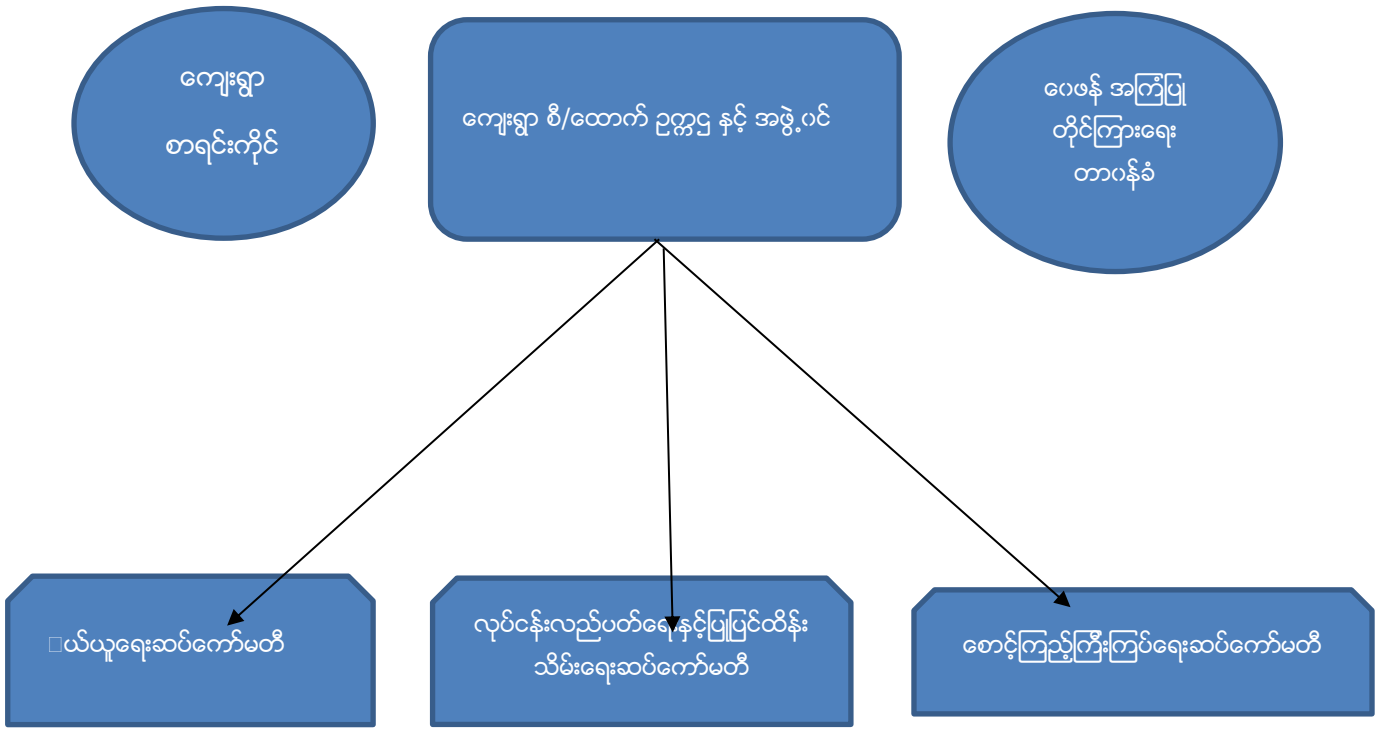 ကျေးရွာ
စာရင်းကိုင်
ကျေးရွာ စီ/ထောက် ဥက္ကဌ နှင့် အဖွဲ့၀င်
ဝေဖန် အကြံပြု
တိုင်ကြားရေး
တာ၀န်ခံ
ယ်ယူရေးဆပ်ကော်မတီ
လုပ်ငန်းလည်ပတ်ရေးနှင့်ပြုပြင်ထိန်း
သိမ်းရေးဆပ်ကော်မတီ
စောင့်ကြည့်ကြီးကြပ်ရေးဆပ်ကော်မတီ